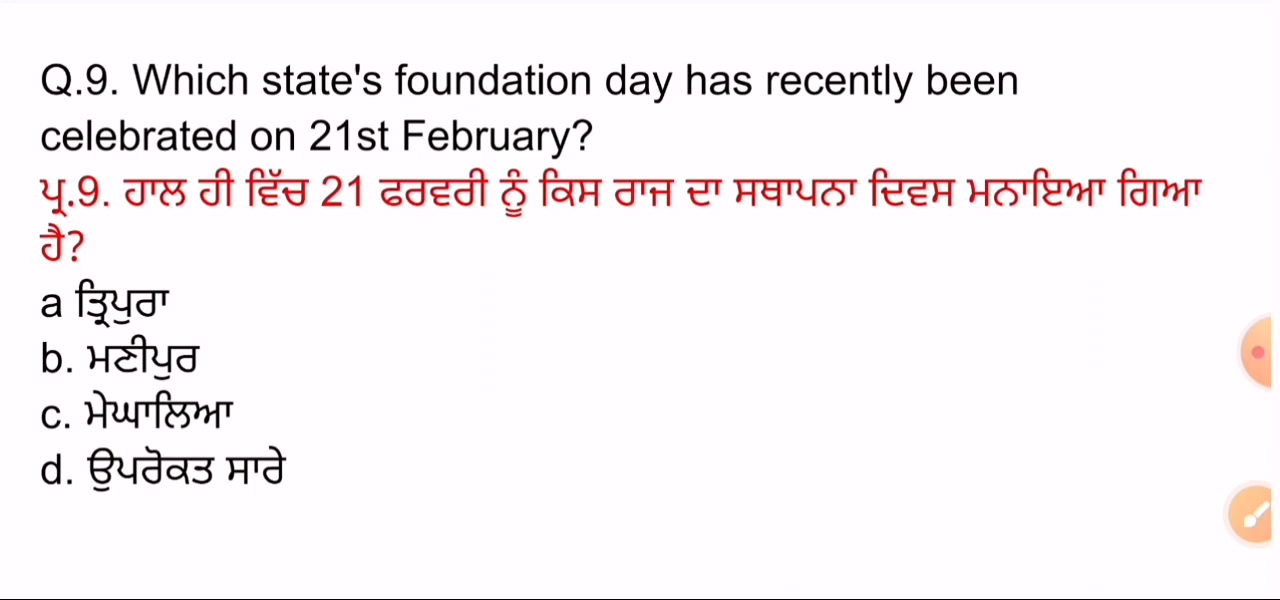 Q.9. Which state's foundation day has recently been
celebrated on 21st February?
ਪ੍ਰ.9. ਹਾਲ ਹੀ ਵਿੱਚ 21 ਫਰਵਰੀ ਨੂੰ ਕਿਸ ਰਾਜ ਦਾ ਸਥਾਪਨਾ ਦਿਵਸ ਮਨਾਇਆ ਗਿਆ
ਹੈ?
a ਤ੍ਰਿਪੁਰਾ
b. ਮਣੀਪੁਰ
c. ਮੇਘਾਲਿਆ
d. ਉਪਰੋਕਤ ਸਾਰੇ